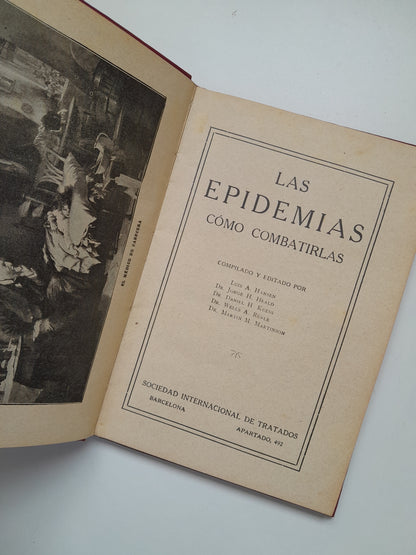 EL MÉDICO DE CABECERA
LAS
EPIDEMIAS
CÓMO COMBATIRLAS
COMPILADO Y EDITADO POR
LUIS A. HANSEN
DR. JORGE H. HEALD
DR. DANIEL H. KRESS
DR. WELLS A. RUBLE
DR. MARVIN M. MARTINSON
SOCIEDAD INTERNACIONAL DE TRATADOS
BARCELONA APARTADO, 492